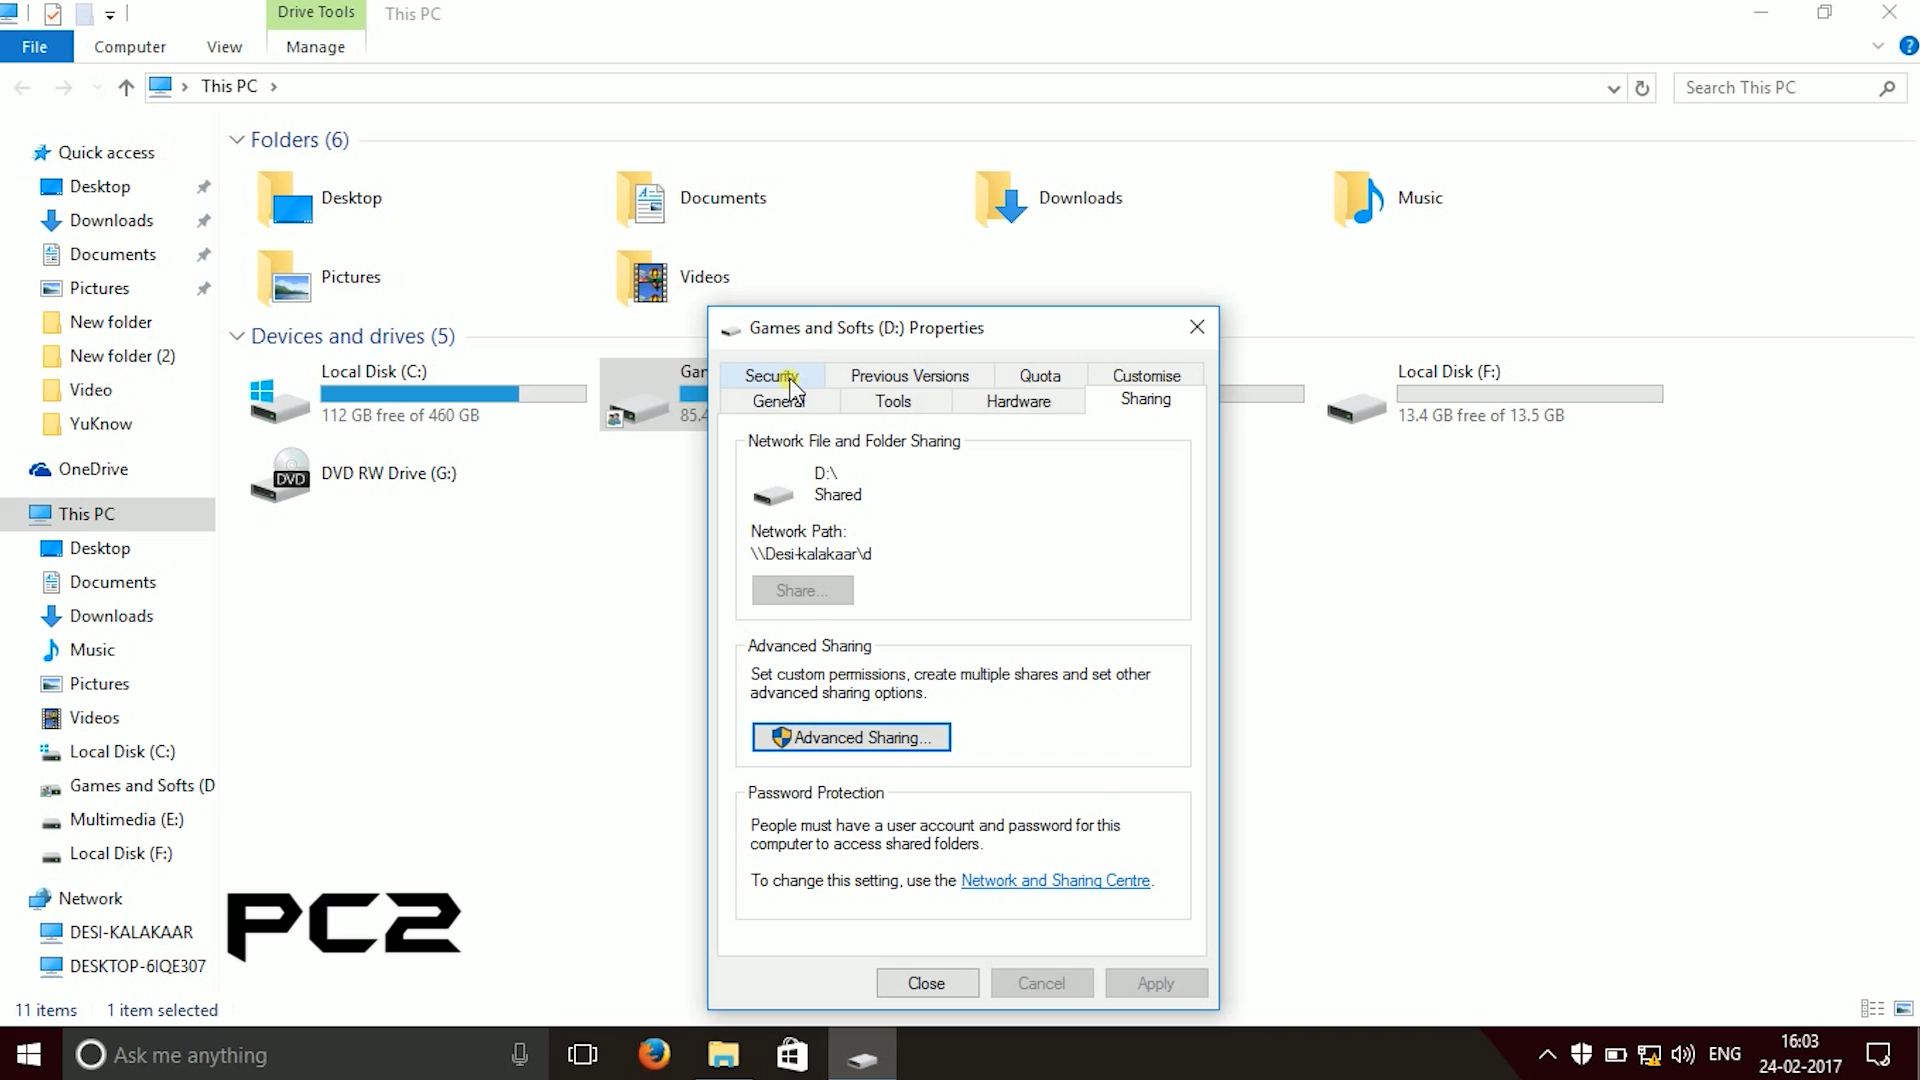 Drive Tools
This PC
File
Computer
View
Manage
This PC
Search This PC
Quick access
Desktop
Downloads
Documents
Pictures
New folder
New folder (2)
Video
YuKnow
OneDrive
This PC
Desktop
Documents
Downloads
Music
Pictures
Videos
Local Disk (C:)
Games and Softs (D
Multimedia (E:)
Local Disk (F:)
Network
DESI-KALAKAAR
DESKTOP-6IQE307
Folders (6)
Desktop
Documents
Downloads
Music
Pictures
Videos
Devices and drives (5)
Local Disk (C:)
112 GB free of 460 GB
Gam
85.4
Local Disk (F:)
13.4 GB free of 13.5 GB
DVD
DVD RW Drive (G:)
Games and Softs (D:) Properties
Security
Previous Versions
Quota
Customise
General
Tools
Hardware
Sharing
Network File and Folder Sharing
D:\
Shared
Network Path:
\\Desi-kalakaar\d
Share...
Advanced Sharing
Set custom permissions, create multiple shares and set other
advanced sharing options.
Advanced Sharing...
Password Protection
People must have a user account and password for this
computer to access shared folders.
To change this setting, use the Network and Sharing Centre.
Close
Cancel
Apply
PC2
11 items
1 item selected
Ask me anything
ENG
16:03
24-02-2017